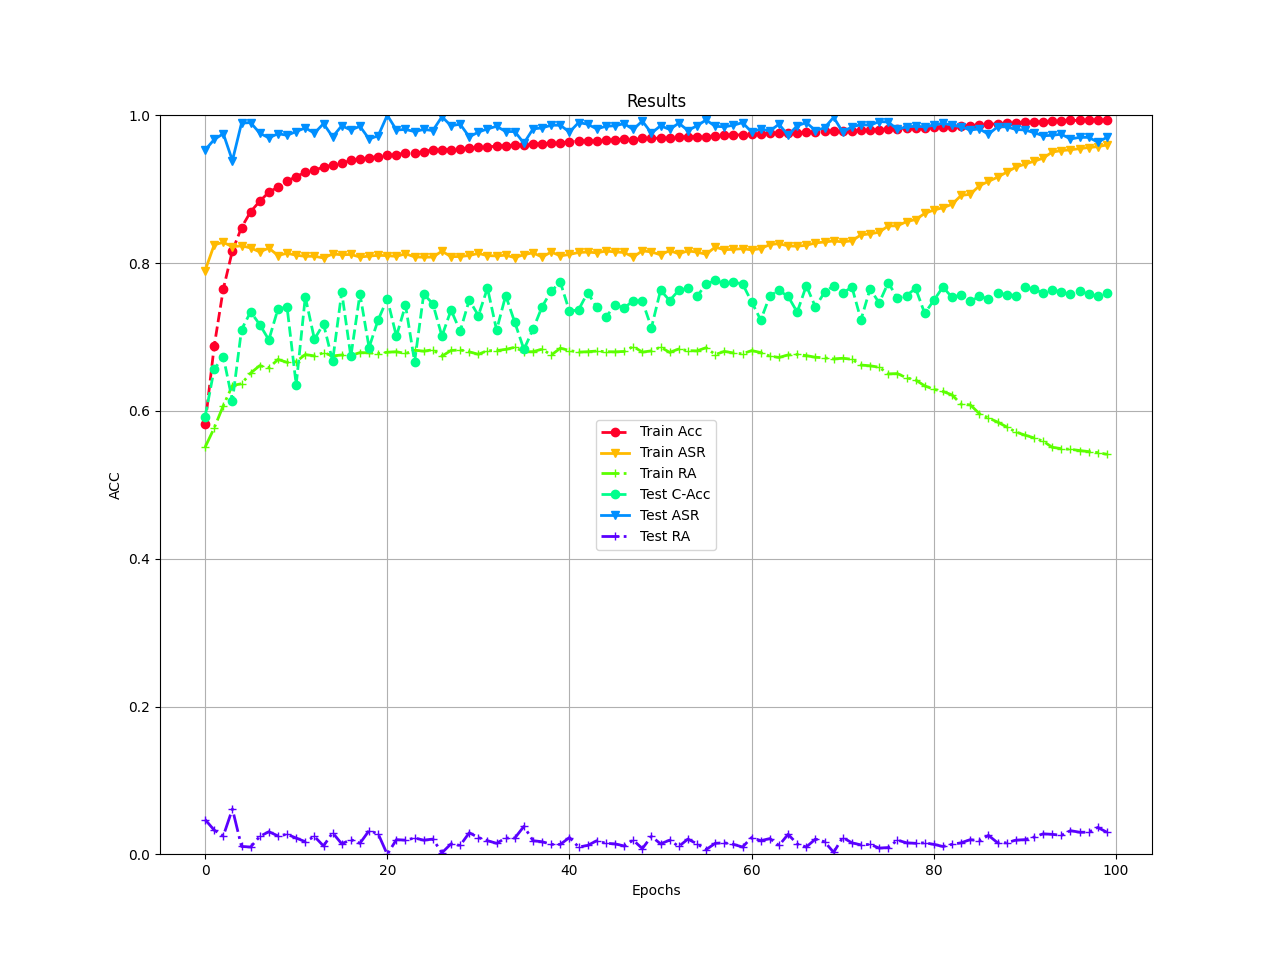 Results
1.0
0.8
0.6
0.4
0.2
0.0
ACC
Train Acc
Train ASR
Train RA
Test C-Acc
Test ASR
Test RA
0 20 40 60 80 100
Epochs